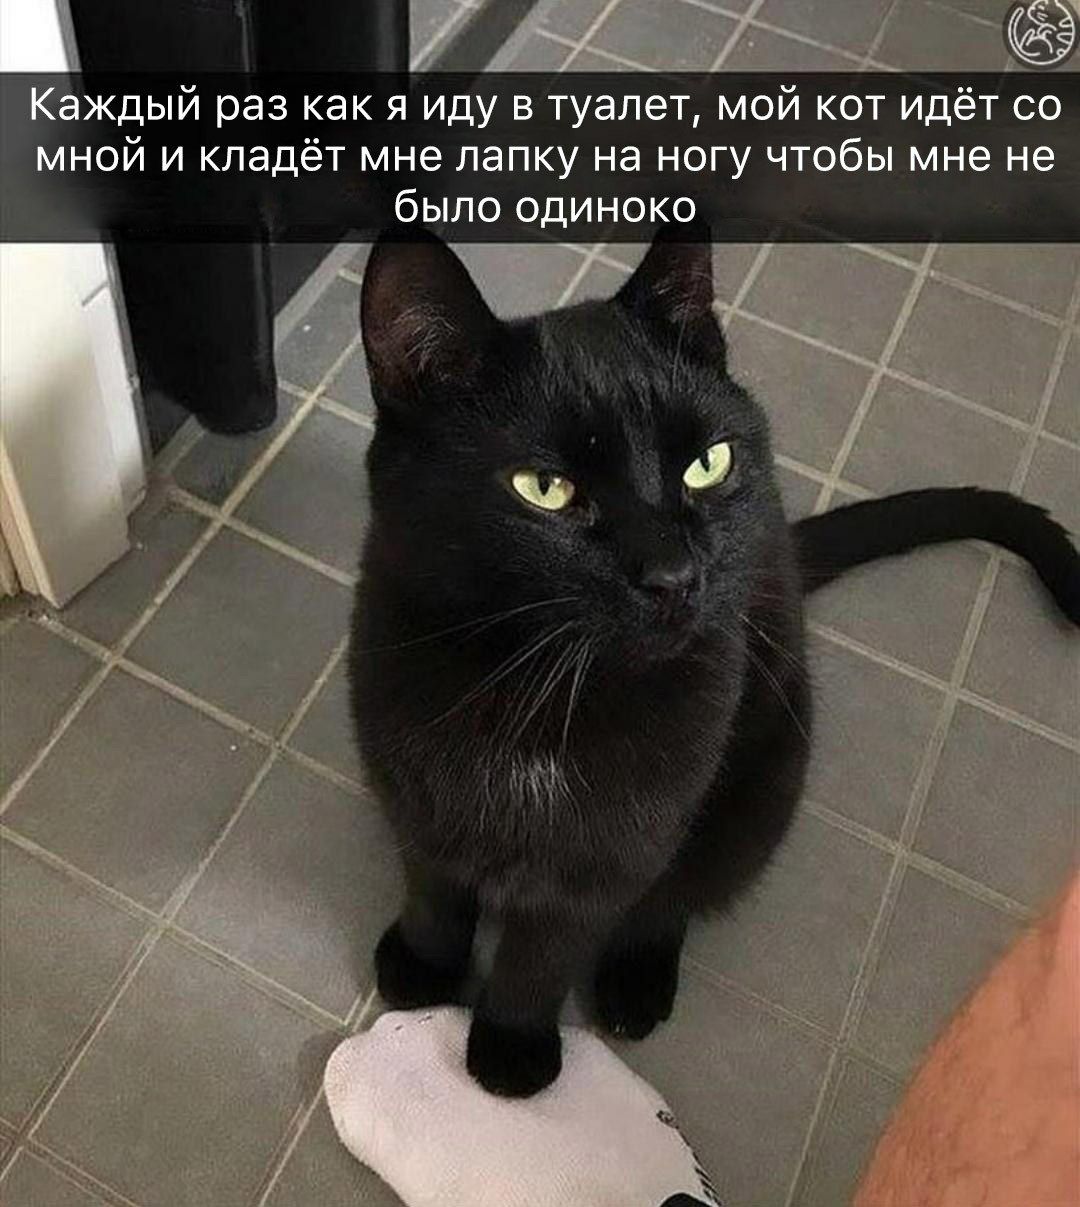 Каждый раз как я иду в туалет, мой кот идёт со
мной и кладёт мне лапку на ногу чтобы мне не
было одиноко